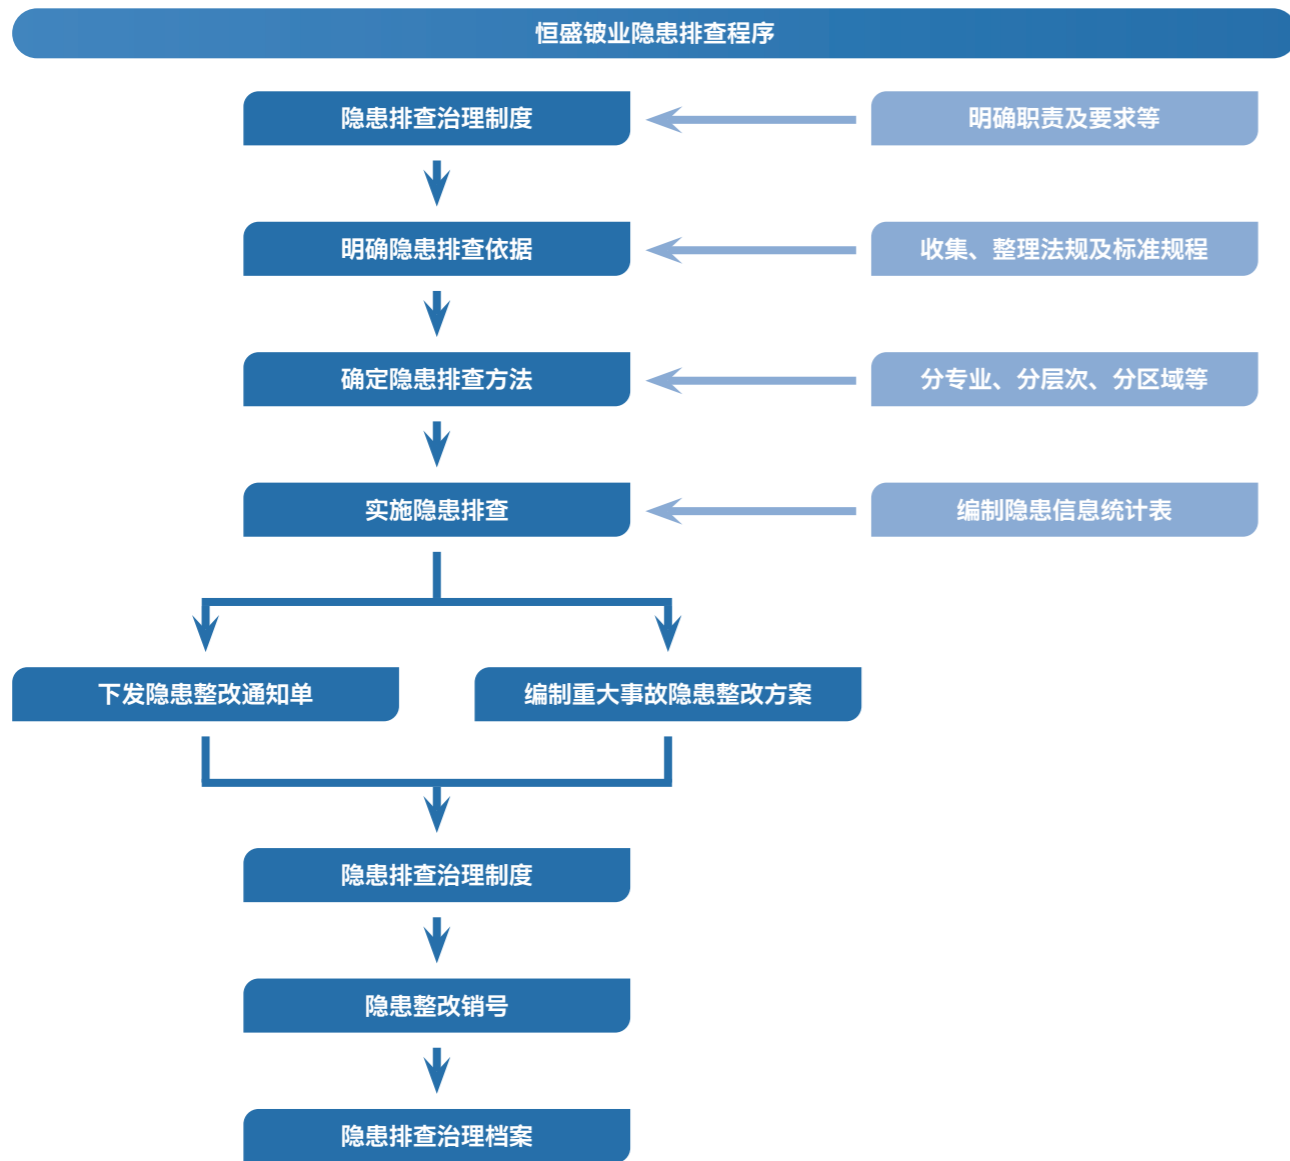 恒盛铍业隐患排查程序
隐患排查治理制度
明确职责及要求等
明确隐患排查依据
收集、整理法规及标准规程
确定隐患排查方法
分专业、分层次、分区域等
实施隐患排查
编制隐患信息统计表
下发隐患整改通知单
编制重大事故隐患整改方案
隐患排查治理制度
隐患整改销号
隐患排查治理档案